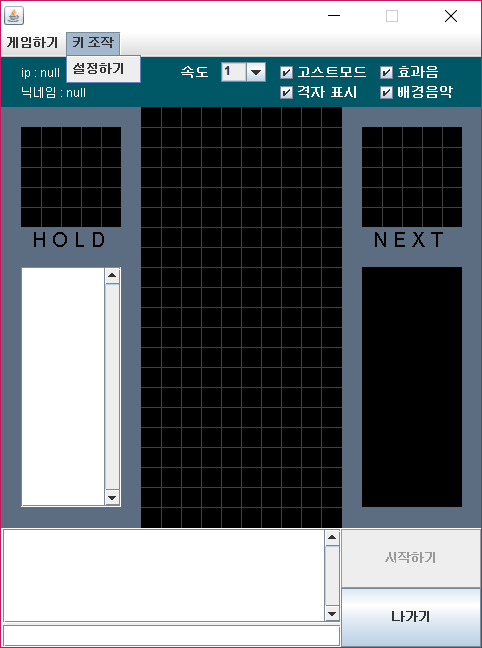 게임하기 키 조작
설정하기
ip : null 속도 1 고스트모드 효과음
닉네임 : null 격자 표시 배경음악
HOLD NEXT
시작하기
나가기